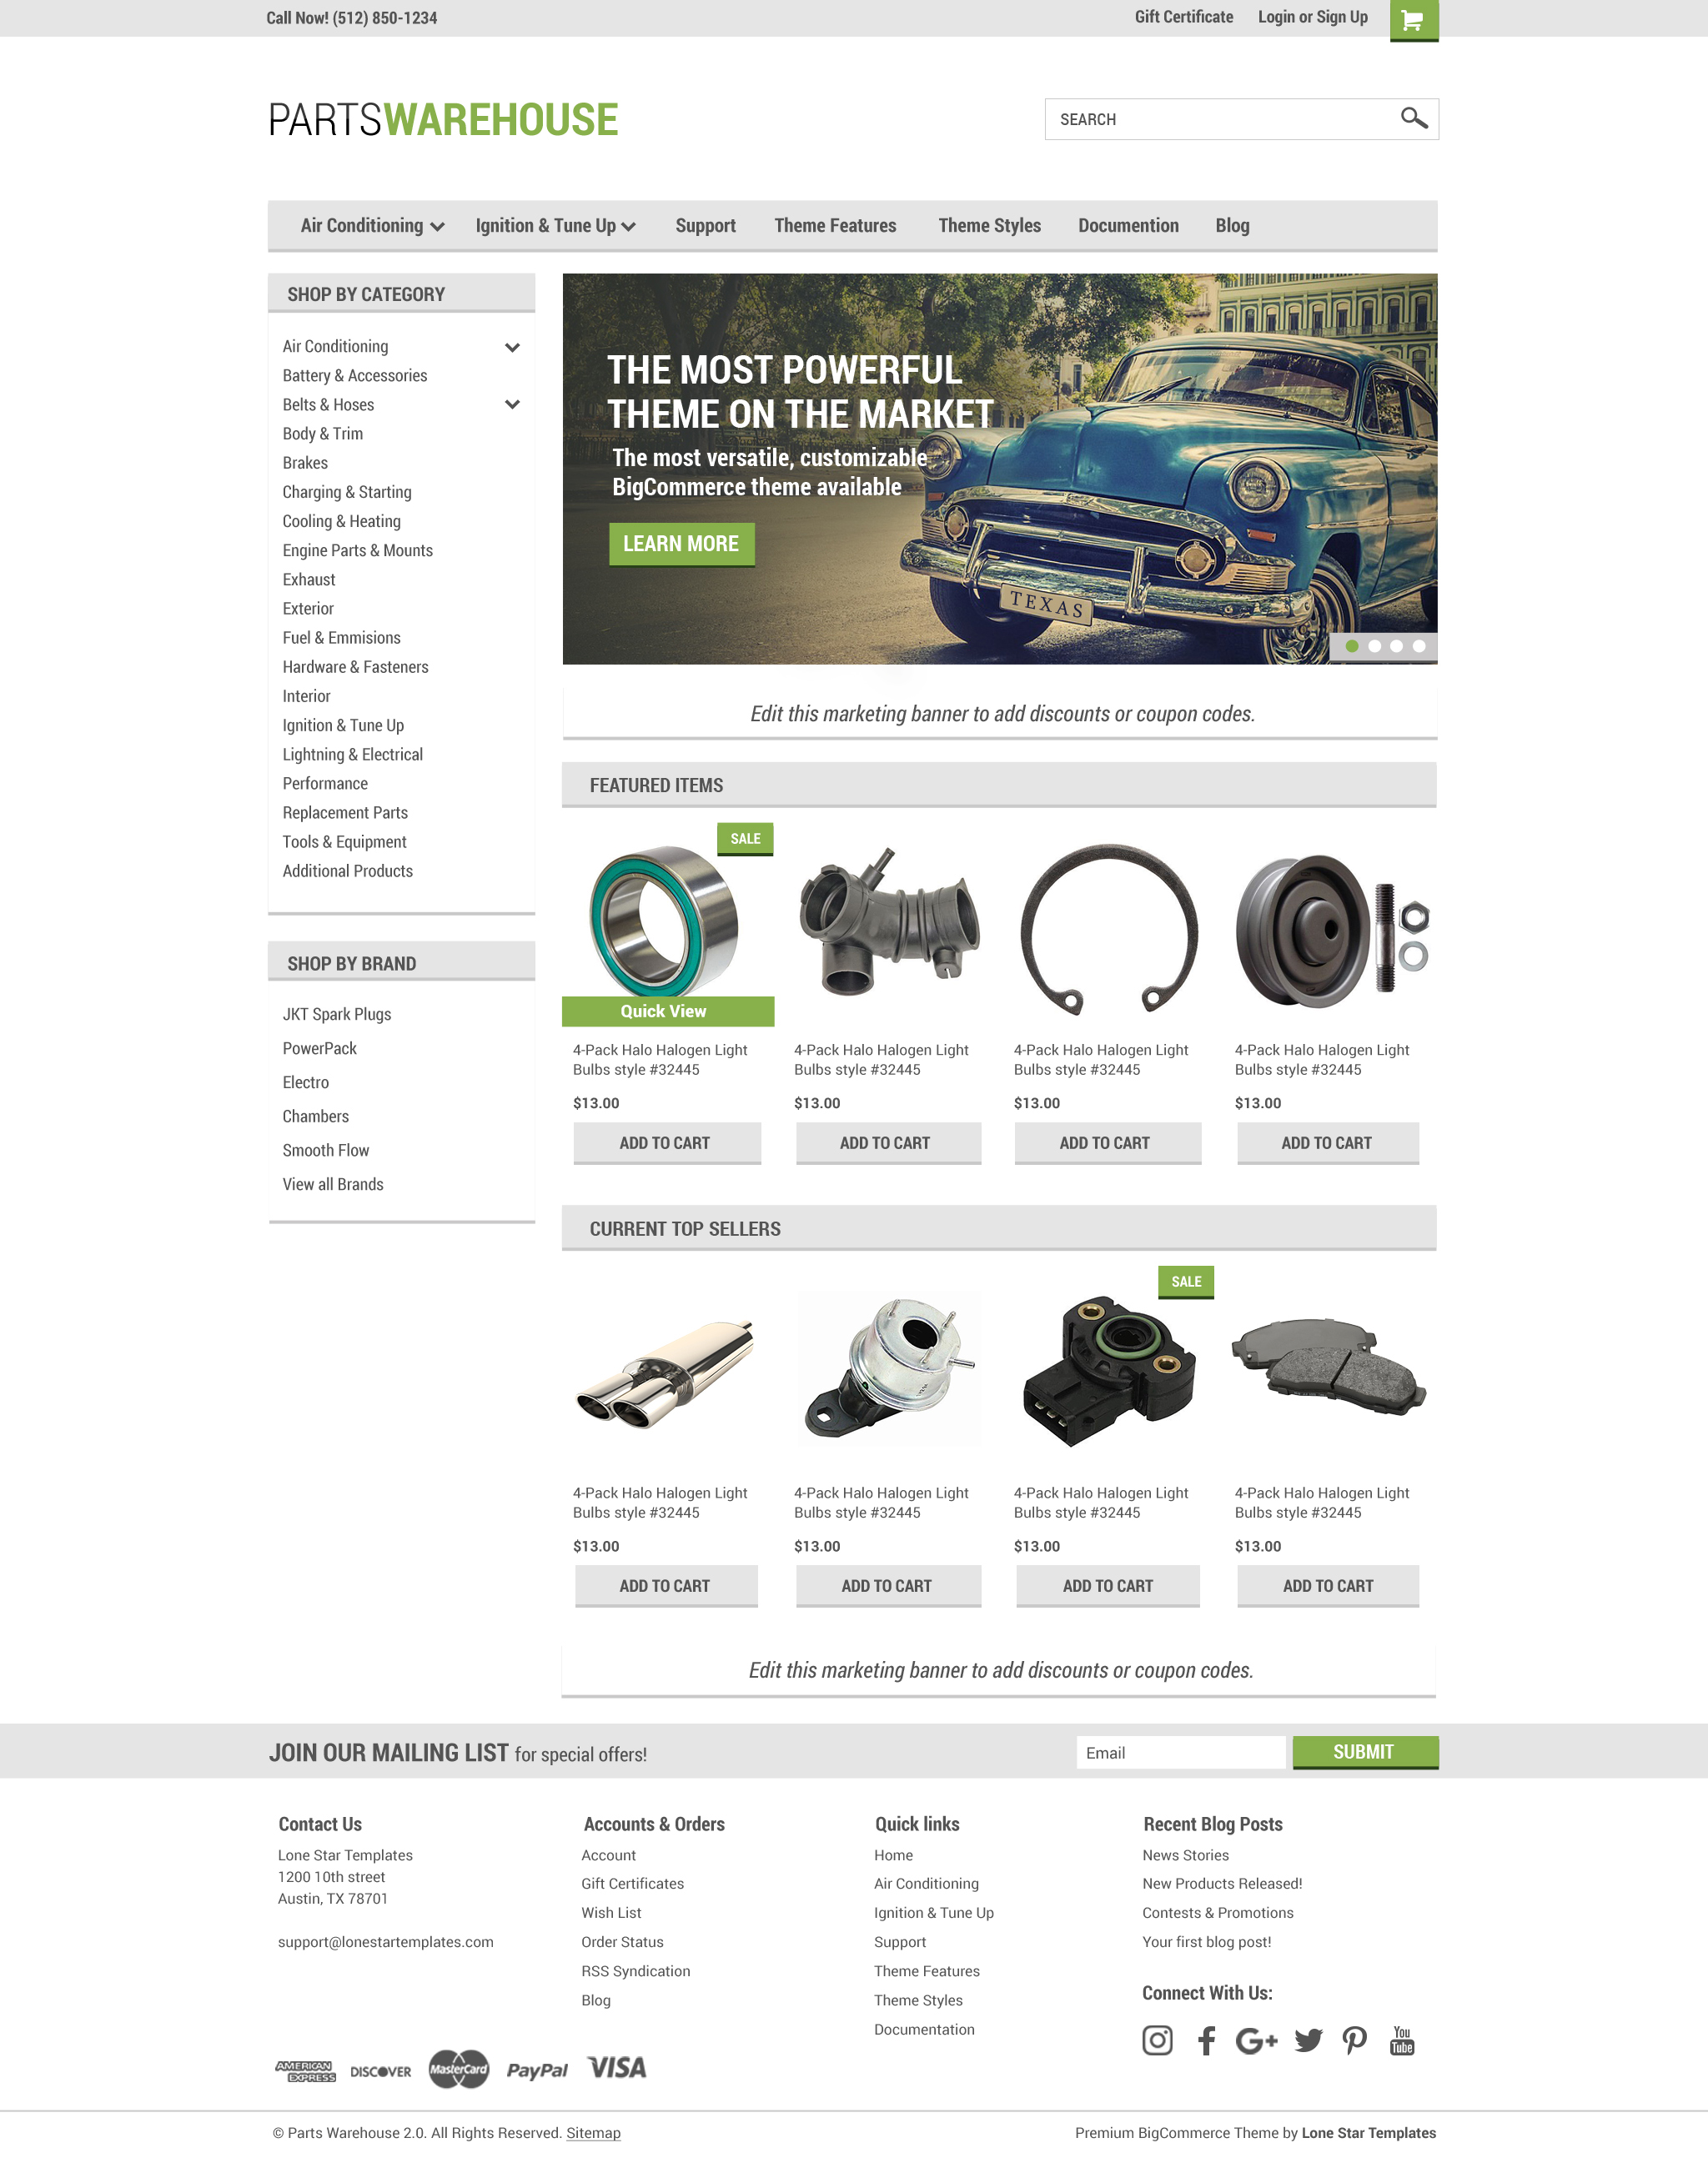 Call Now! (512) 850-1234
Gift Certificate
Login or Sign Up
PARTSWAREHOUSE
SEARCH
Air Conditioning
Ignition & Tune Up
Support
Theme Features
Theme Styles
Documention
Blog
SHOP BY CATEGORY
Air Conditioning
Battery & Accessories
Belts & Hoses
Body & Trim
Brakes
Charging & Starting
Cooling & Heating
Engine Parts & Mounts
Exhaust
Exterior
Fuel & Emmisions
Hardware & Fasteners
Interior
Ignition & Tune Up
Lightning & Electrical
Performance
Replacement Parts
Tools & Equipment
Additional Products
SHOP BY BRAND
JKT Spark Plugs
PowerPack
Electro
Chambers
Smooth Flow
View all Brands
THE MOST POWERFUL
THEME ON THE MARKET
The most versatile, customizable
BigCommerce theme available
LEARN MORE
TEXAS
Edit this marketing banner to add discounts or coupon codes.
FEATURED ITEMS
SALE
Quick View
4-Pack Halo Halogen Light
Bulbs style #32445
$13.00
ADD TO CART
4-Pack Halo Halogen Light
Bulbs style #32445
$13.00
ADD TO CART
4-Pack Halo Halogen Light
Bulbs style #32445
$13.00
ADD TO CART
4-Pack Halo Halogen Light
Bulbs style #32445
$13.00
ADD TO CART
CURRENT TOP SELLERS
4-Pack Halo Halogen Light
Bulbs style #32445
$13.00
ADD TO CART
4-Pack Halo Halogen Light
Bulbs style #32445
$13.00
ADD TO CART
SALE
4-Pack Halo Halogen Light
Bulbs style #32445
$13.00
ADD TO CART
4-Pack Halo Halogen Light
Bulbs style #32445
$13.00
ADD TO CART
Edit this marketing banner to add discounts or coupon codes.
JOIN OUR MAILING LIST for special offers!
Email
SUBMIT
Contact Us
Lone Star Templates
1200 10th street
Austin, TX 78701
support@lonestartemplates.com
Accounts & Orders
Account
Gift Certificates
Wish List
Order Status
RSS Syndication
Blog
Quick links
Home
Air Conditioning
Ignition & Tune Up
Support
Theme Features
Theme Styles
Documentation
Recent Blog Posts
News Stories
New Products Released!
Contests & Promotions
Your first blog post!
Connect With Us:
G+
You
Tube
AMERICAN
EXPRESS
DISCOVER
MasterCard
PayPal
VISA
© Parts Warehouse 2.0. All Rights Reserved. Sitemap
Premium BigCommerce Theme by Lone Star Templates